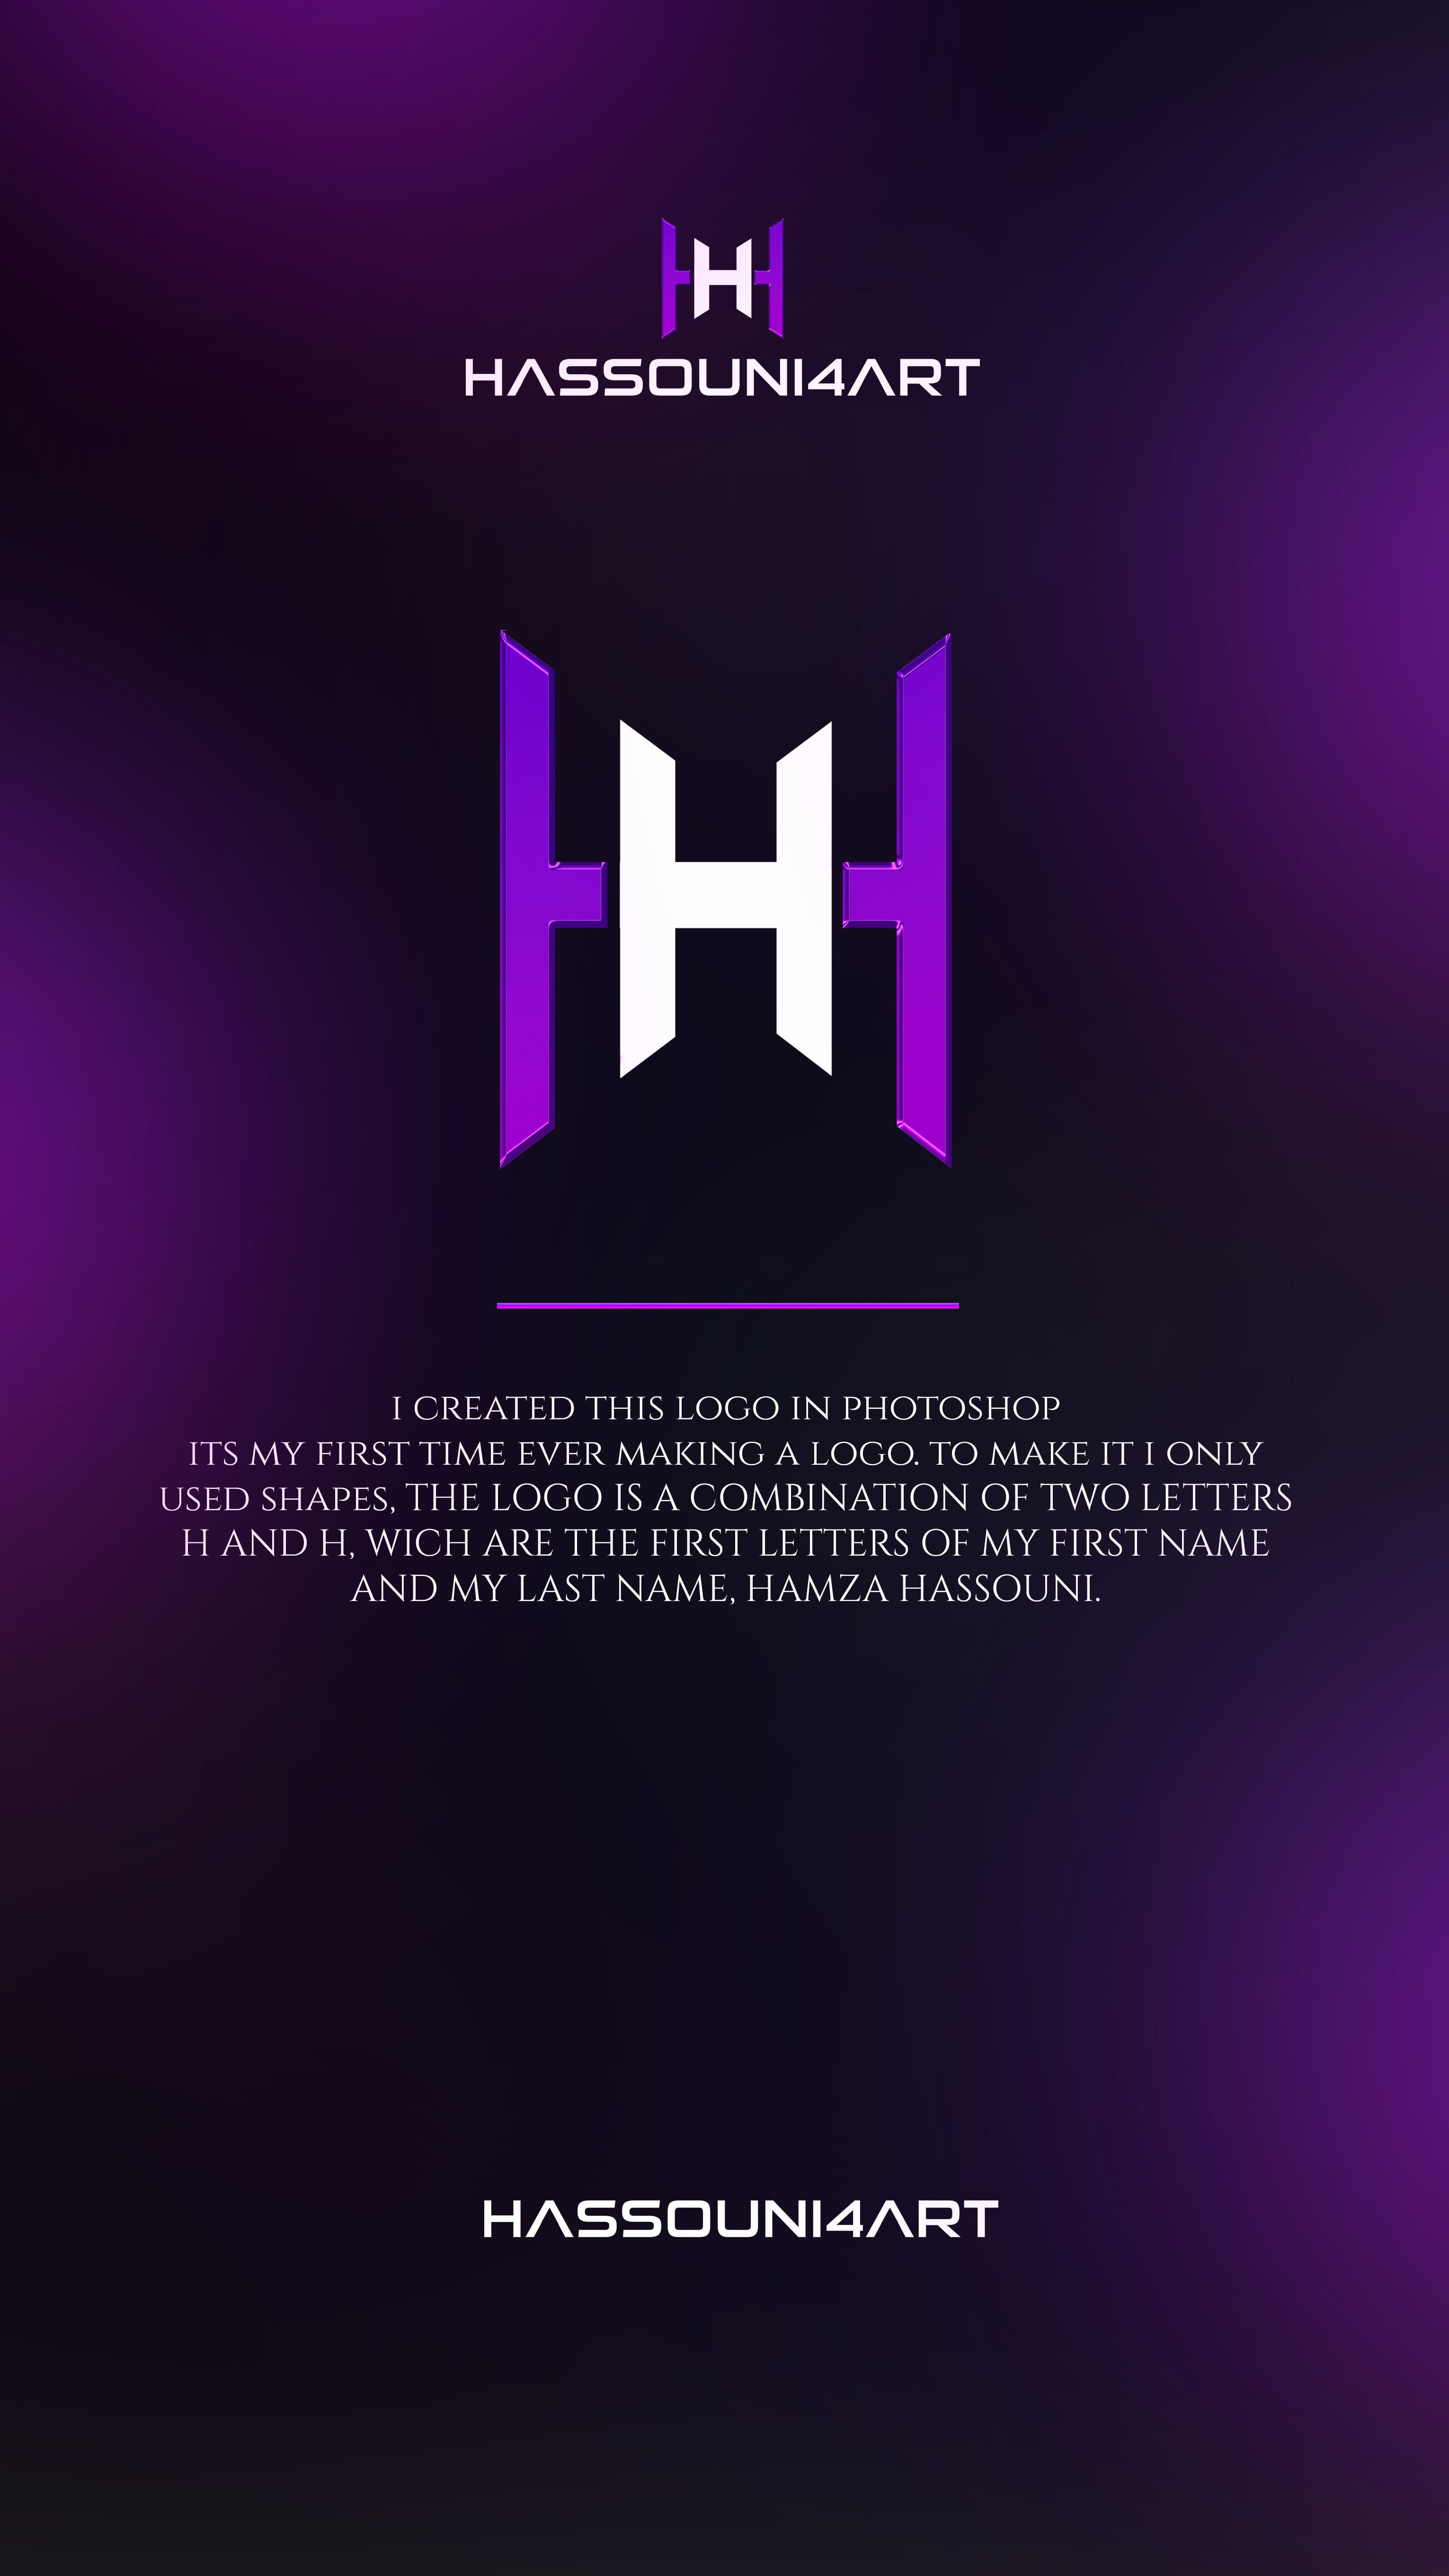 HH
HASSOUNI4ART
HH
I CREATED THIS LOGO IN PHOTOSHOP
ITS MY FIRST TIME EVER MAKING A LOGO. TO MAKE IT I ONLY
USED SHAPES, THE LOGO IS A COMBINATION OF TWO LETTERS
H AND H, WICH ARE THE FIRST LETTERS OF MY FIRST NAME
AND MY LAST NAME, HAMZA HASSOUNI.
HASSOUNI4ART